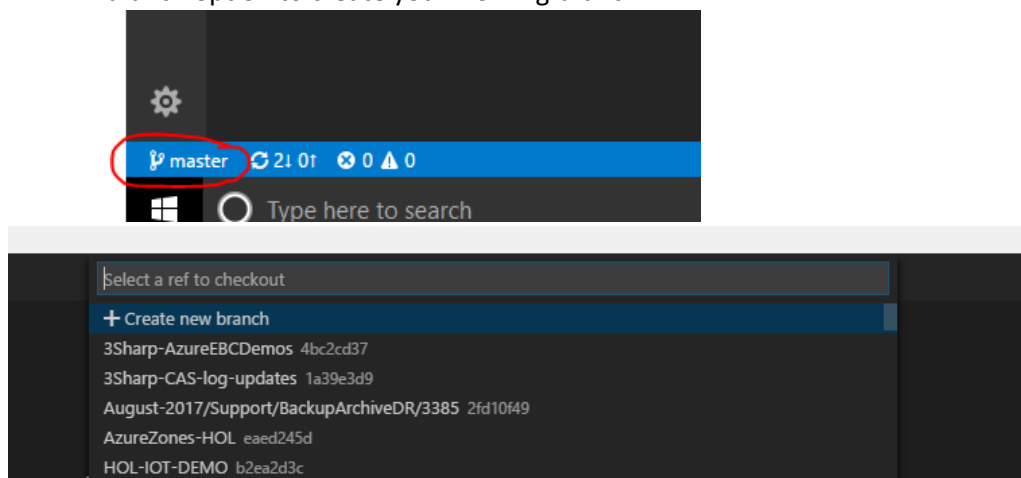 master 2↓ 0↑ 0 0
Type here to search
Select a ref to checkout
+ Create new branch
3Sharp-AzureEBCDemos 4bc2cd37
3Sharp-CAS-log-updates 1a39e3d9
August-2017/Support/BackupArchiveDR/3385 2fd10f49
AzureZones-HOL eaed245d
HOL-IOT-DEMO b2ea2d3c